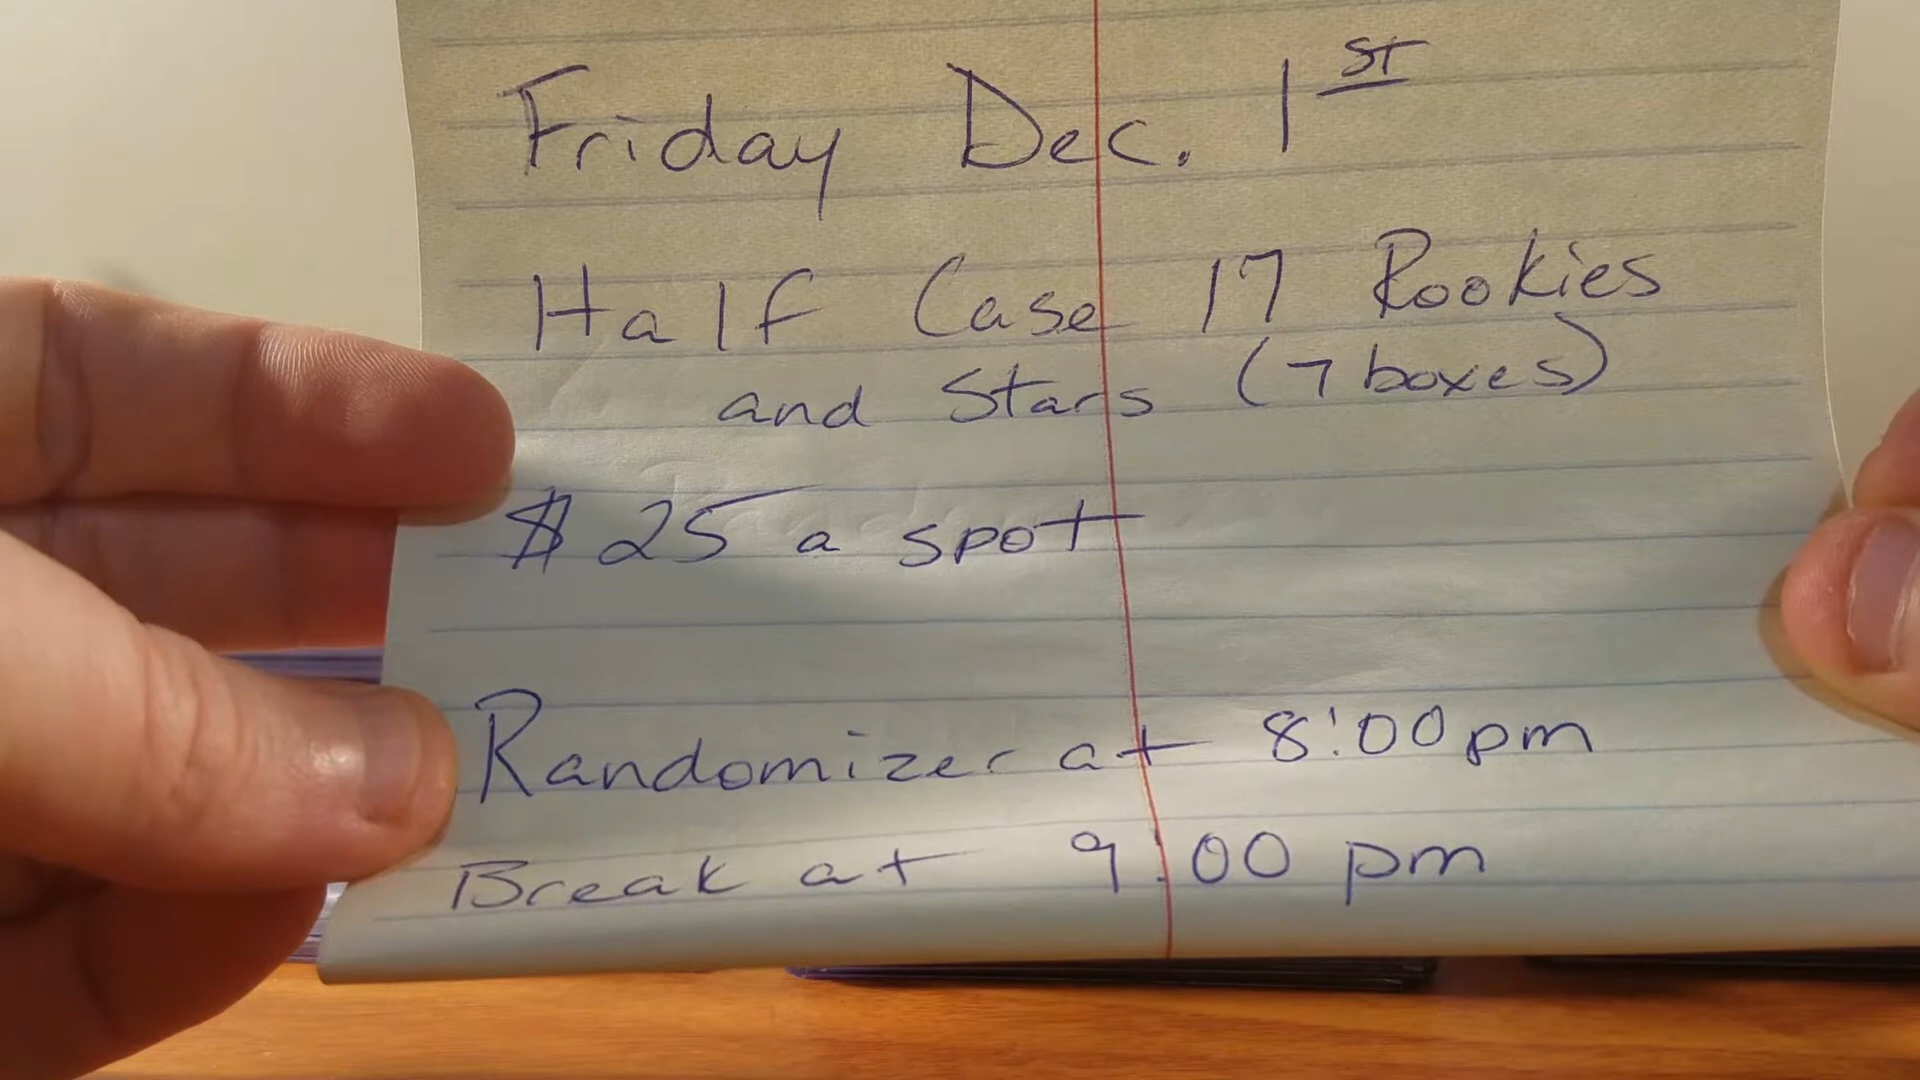 Friday Dec. 1ST
Half Case 17 Rookies
and Stars (7 boxes)
$25 a spot
Randomizer at 8:00pm
Break at 9:00 pm